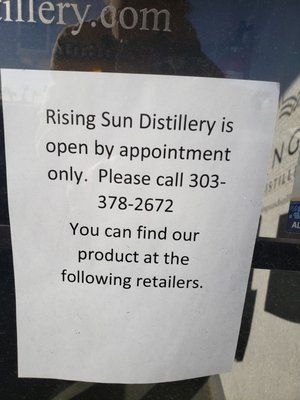 tillery.com
Rising Sun Distillery is
open by appointment
only.  Please call 303-
378-2672
You can find our
product at the
following retailers.